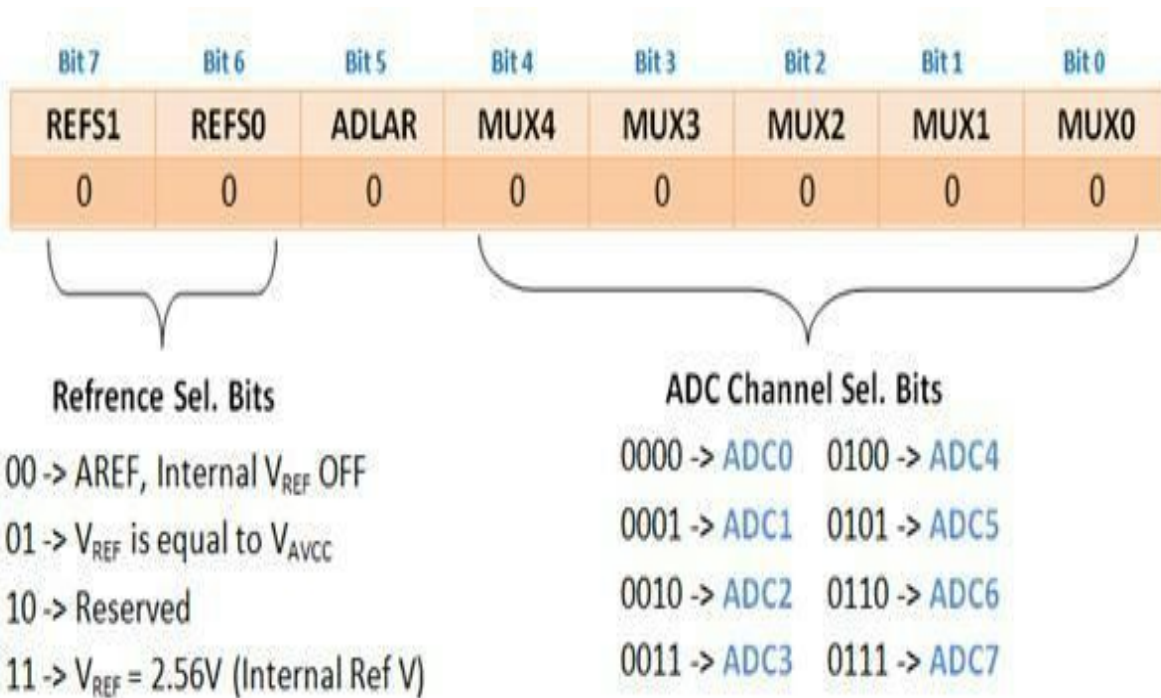 Bit 7 Bit 6 Bit 5 Bit 4 Bit 3 Bit 2 Bit 1 Bit 0
REFS1 REFS0 ADLAR MUX4 MUX3 MUX2 MUX1 MUX0
0 0 0 0 0 0 0 0
Refrence Sel. Bits
00 -> AREF, Internal VREF OFF
01 -> VREF is equal to VAVCC
10 -> Reserved
11 -> VREF = 2.56V (Internal Ref V)
ADC Channel Sel. Bits
0000 -> ADC0 0100 -> ADC4
0001 -> ADC1 0101 -> ADC5
0010 -> ADC2 0110 -> ADC6
0011 -> ADC3 0111 -> ADC7